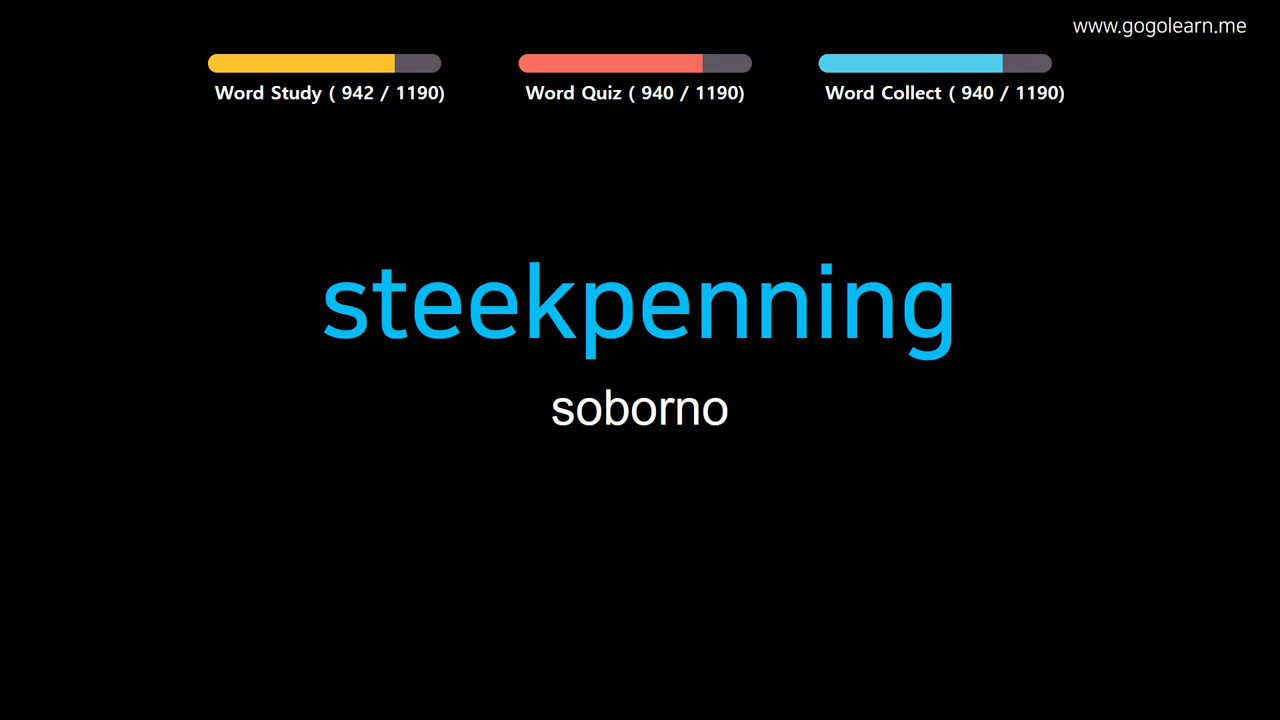 www.gogolearn.me
Word Study ( 942 / 1190)
Word Quiz ( 940 / 1190)
Word Collect ( 940 / 1190)
steekpenning
soborno